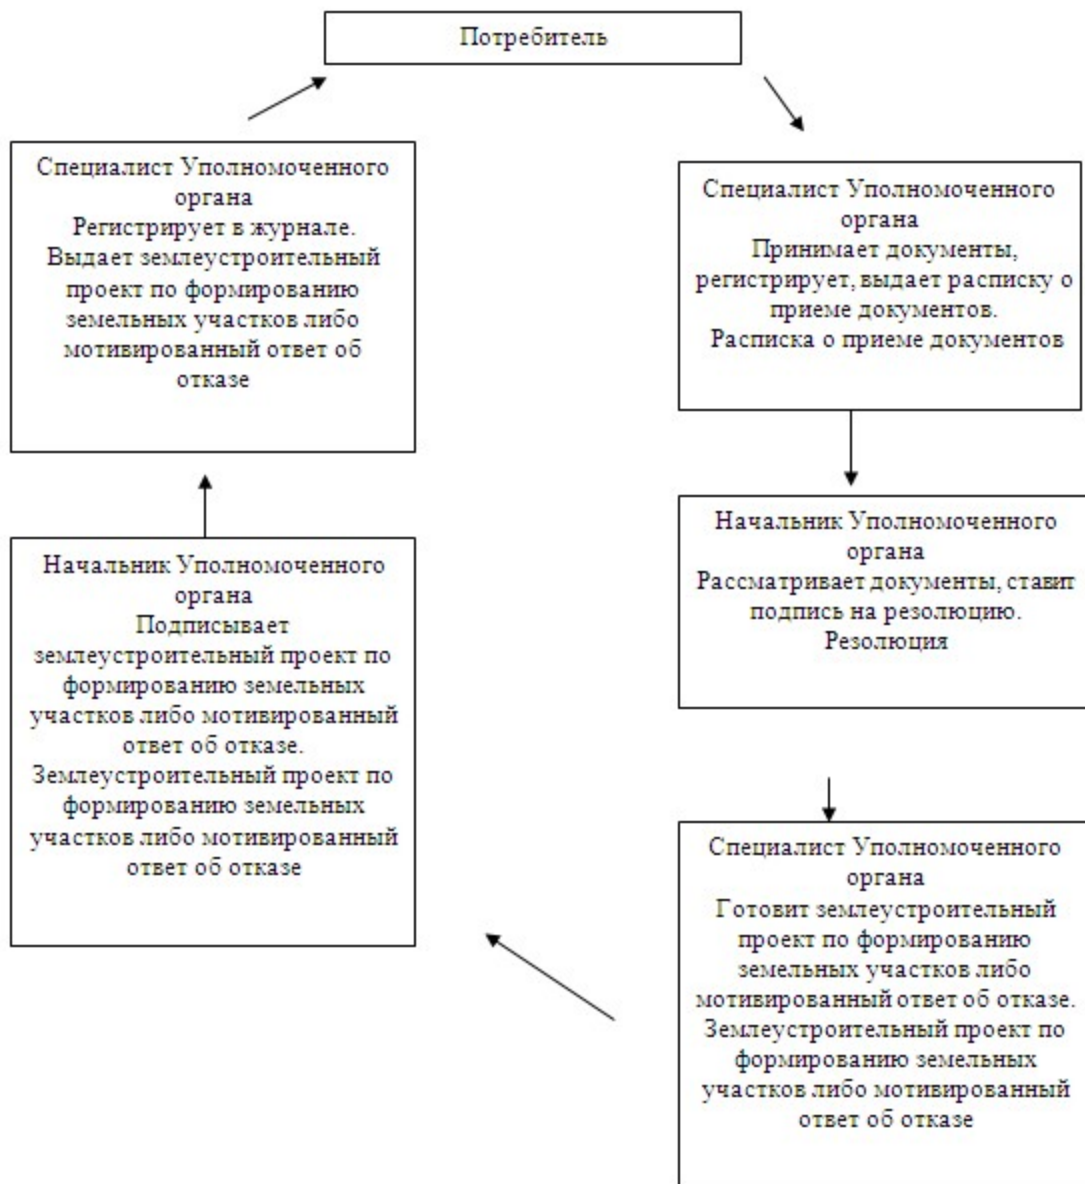 Потребитель
Специалист Уполномоченного
органа
Регистрирует в журнале.
Выдает землеустроительный
проект по формированию
земельных участков либо
мотивированный ответ об
отказе
Специалист Уполномоченного
органа
Принимает документы,
регистрирует, выдает расписку о
приеме документов.
Расписка о приеме документов
Начальник Уполномоченного
органа
Рассматривает документы, ставит
подпись на резолюцию.
Резолюция
Начальник Уполномоченного
органа
Подписывает
землеустроительный проект по
формированию земельных
участков либо мотивированный
ответ об отказе.
Землеустроительный проект по
формированию земельных
участков либо мотивированный
ответ об отказе
Специалист Уполномоченного
органа
Готовит землеустроительный
проект по формированию
земельных участков либо
мотивированный ответ об отказе.
Землеустроительный проект по
формированию земельных
участков либо мотивированный
ответ об отказе